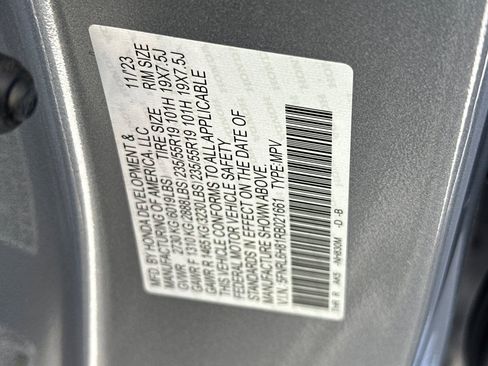 MFD. BY HONDA DEVELOPMENT & 11/23
MANUFACTURING OF AMERICA, LLC
TIRE SIZE RIM SIZE
GVWR 2730 KG(6019LBS)
GAWR F 1310 KG(2888LBS) 235/55R19 101H 19X7.5J
GAWR R 1465 KG(3230LBS) 235/55R19 101H 19X7.5J
THIS VEHICLE CONFORMS TO ALL APPLICABLE
FEDERAL MOTOR VEHICLE SAFETY
STANDARDS IN EFFECT ON THE DATE OF
MANUFACTURE SHOWN ABOVE.
V.I.N. TYPE:MPV
NH830M -D -B